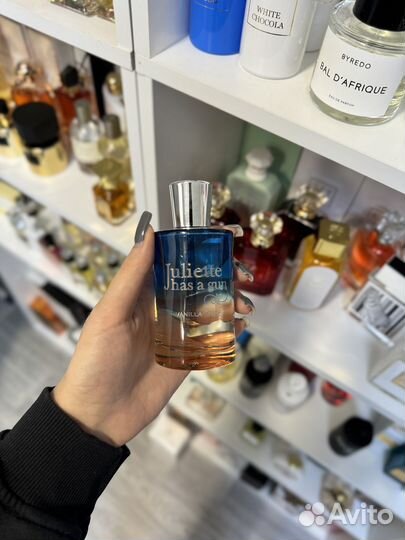 WHITE
CHOCOLA
BYREDO
BAL D'AFRIQUE
EAU DE PARFUM
Juliette
has a gun
VANILLA
Avito